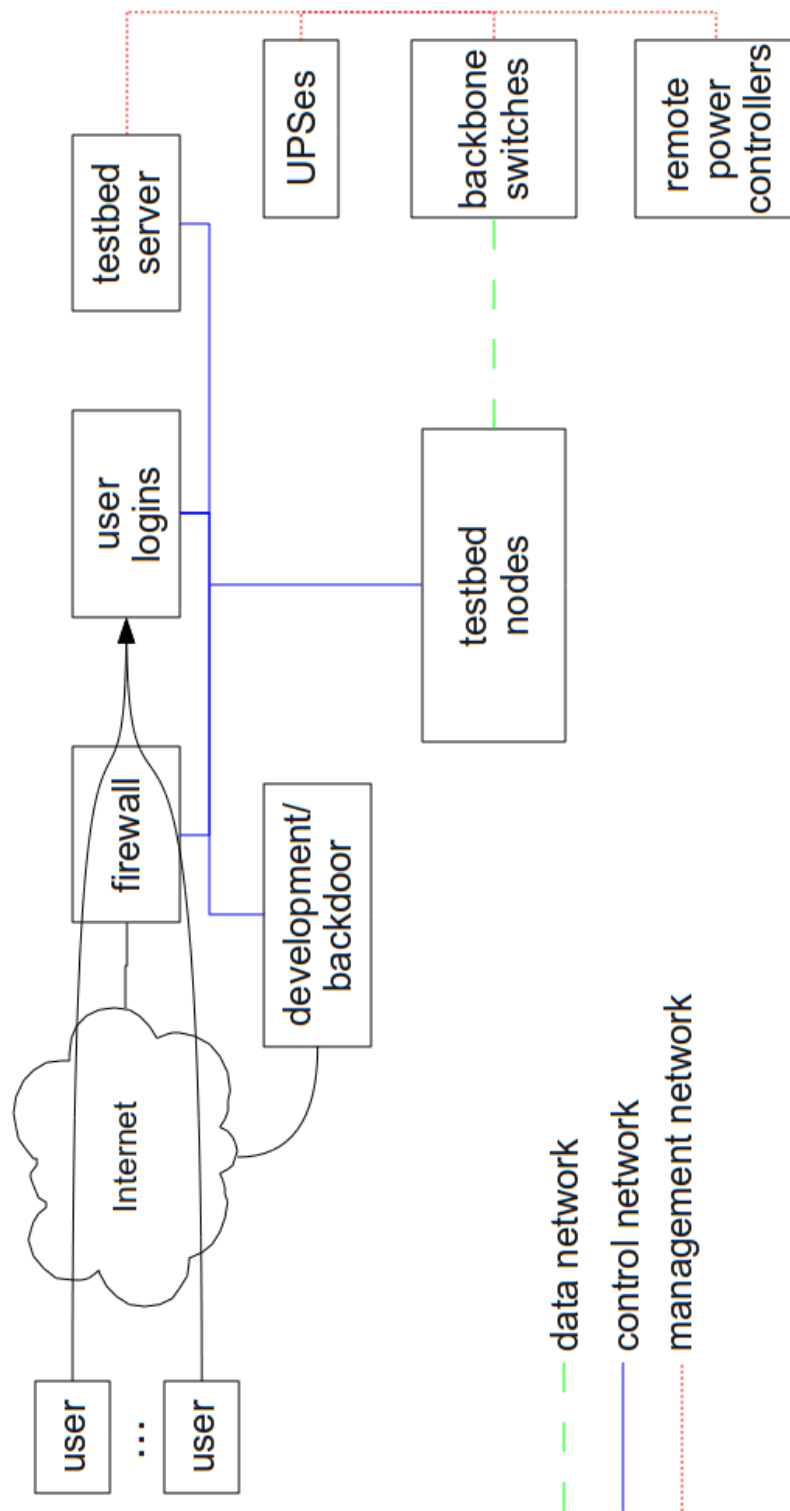 user
...
user
Internet
firewall
user
logins
testbed
server
development/
backdoor
UPSes
testbed
nodes
backbone
switches
remote
power
controllers
data network
control network
management network